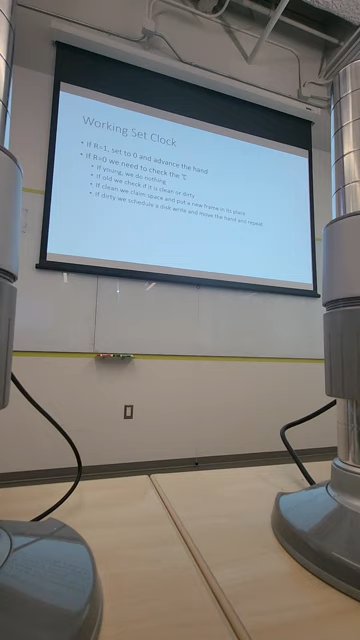 Working Set Clock
• If R=1, set to 0 and advance the hand
• If R=0 we need to check the τ
• If young, we do nothing
• If old we check if it is clean or dirty
• If clean we claim space and put a new frame in its place
• If dirty we schedule a disk write and move the hand and repeat